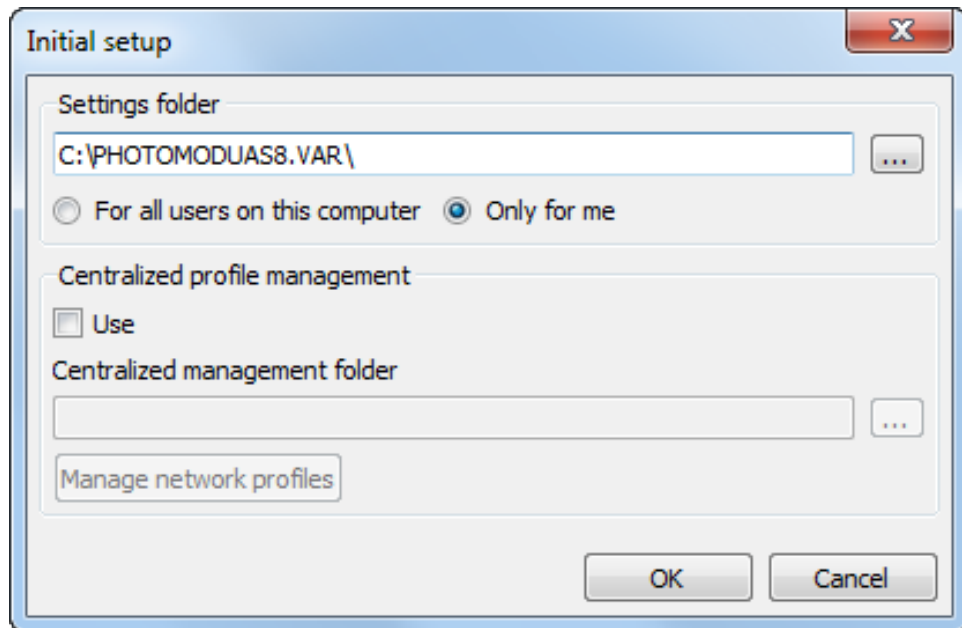 Initial setup
Settings folder
C:\PHOTOMODUAS8.VAR\
...
For all users on this computer Only for me
Centralized profile management
Use
Centralized management folder
...
Manage network profiles
OK Cancel